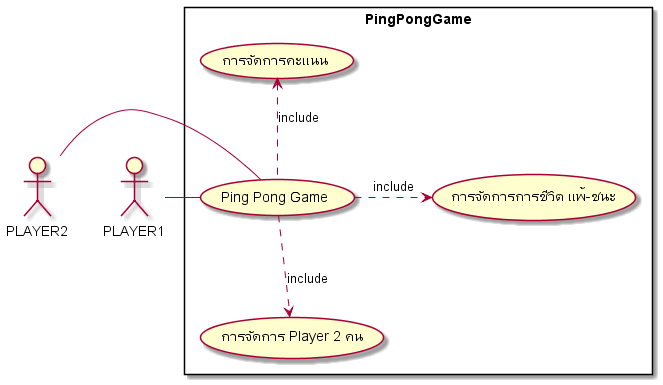 PingPongGame
การจัดการคะแนน
include
Ping Pong Game
include
การจัดการการชีวิต แพ้-ชนะ
PLAYER2
PLAYER1
include
การจัดการ Player 2 คน